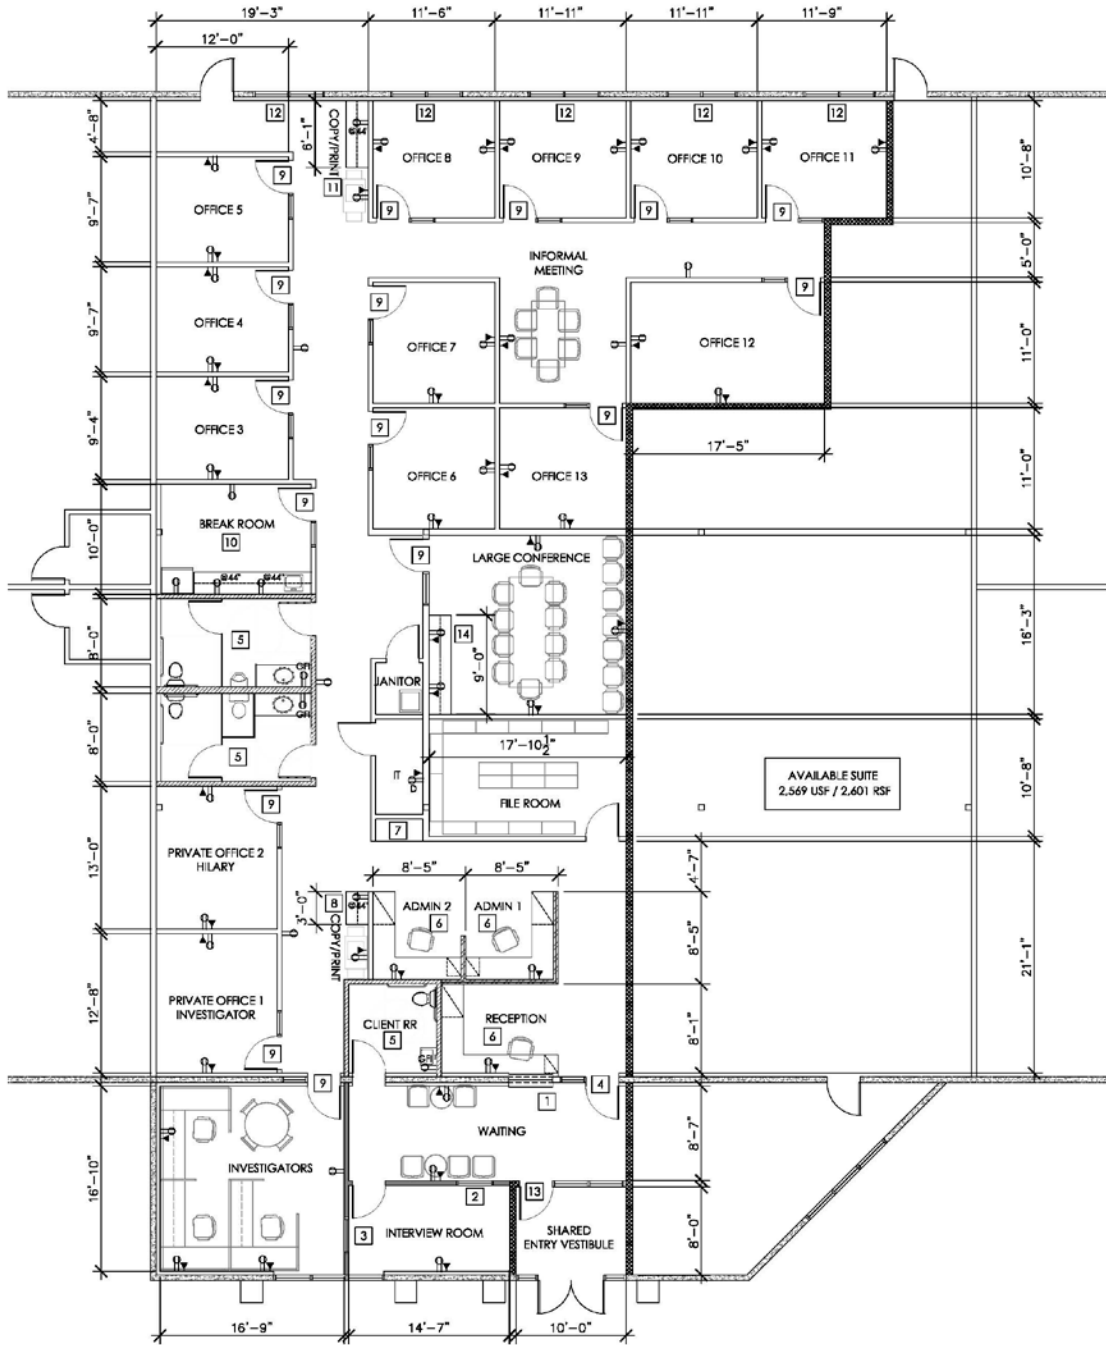 19'-3"
11'-6"
11'-11"
11'-11"
11'-9"
12'-0"
4'-8"
12
6'-1"
COPY/PRINT
@44"
11
12
12
12
12
OFFICE 8
OFFICE 9
OFFICE 10
OFFICE 11
10'-8"
9
9
9
9
9
OFFICE 5
9'-7"
INFORMAL
MEETING
5'-0"
9
9
9
OFFICE 4
9'-7"
OFFICE 7
OFFICE 12
11'-0"
9
9
9
OFFICE 3
9'-4"
17'-5"
OFFICE 6
OFFICE 13
11'-0"
9
BREAK ROOM
10
10'-0"
@44"
@44"
9
LARGE CONFERENCE
16'-3"
5
8'-0"
14
9'-0"
GFI
JANITOR
GFI
5
8'-0"
17'-10 1/2"
IT
D
FILE ROOM
7
AVAILABLE SUITE
2,569 USF / 2,601 RSF
10'-8"
9
PRIVATE OFFICE 2
HILARY
13'-0"
8'-5"
8'-5"
4'-7"
3'-0"
8
@44"
COPY/PRINT
ADMIN 2
6
ADMIN 1
6
8'-5"
21'-1"
PRIVATE OFFICE 1
INVESTIGATOR
12'-8"
CLIENT RR
5
GFI
RECEPTION
6
8'-1"
9
9
4
1
WAITING
8'-7"
INVESTIGATORS
16'-10"
2
13
3
INTERVIEW ROOM
SHARED
ENTRY VESTIBULE
8'-0"
16'-9"
14'-7"
10'-0"